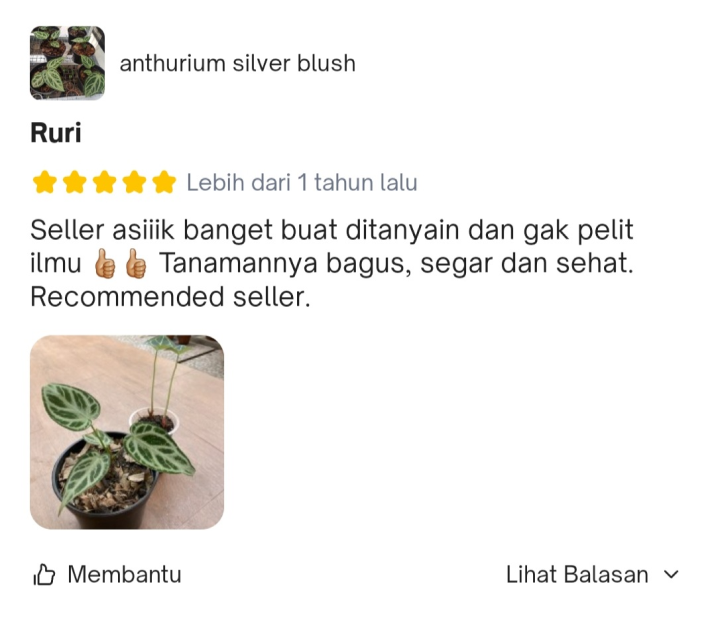 anthurium silver blush
Ruri
Lebih dari 1 tahun lalu
Seller asiiik banget buat ditanyain dan gak pelit
ilmu 👍🏼👍🏼 Tanamannya bagus, segar dan sehat.
Recommended seller.
Membantu
Lihat Balasan